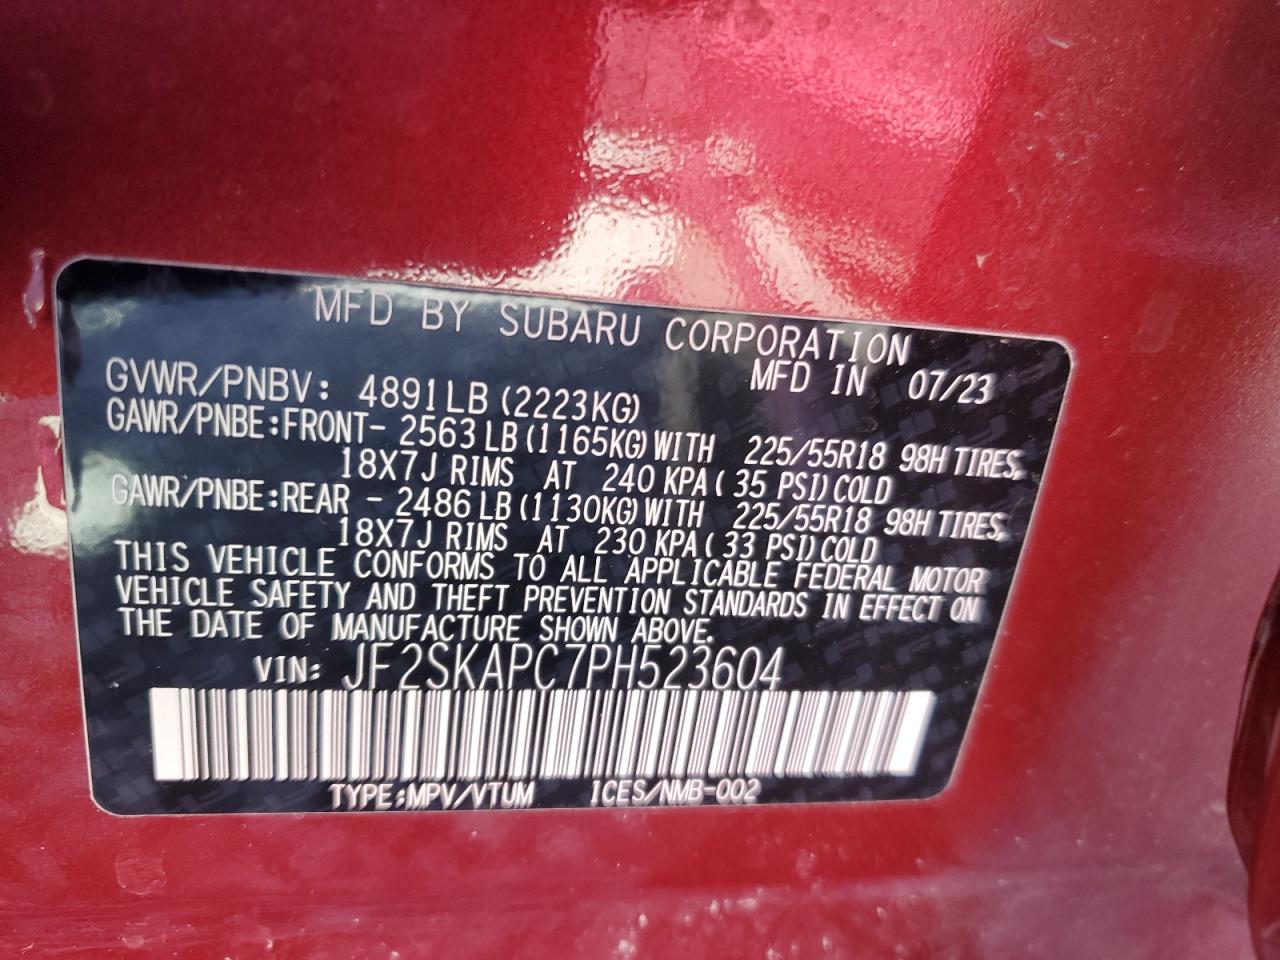 MFD BY SUBARU CORPORATION
MFD IN 07/23
GVWR/PNBV: 4891LB (2223KG)
GAWR/PNBE:FRONT- 2563 LB (1165KG) WITH 225/55R18 98H TIRES,
18X7J RIMS AT 240 KPA ( 35 PSI) COLD
GAWR/PNBE:REAR - 2486 LB (1130KG) WITH 225/55R18 98H TIRES,
18X7J RIMS AT 230 KPA ( 33 PSI) COLD
THIS VEHICLE CONFORMS TO ALL APPLICABLE FEDERAL MOTOR
VEHICLE SAFETY AND THEFT PREVENTION STANDARDS IN EFFECT ON
THE DATE OF MANUFACTURE SHOWN ABOVE.
VIN: JF2SKAPC7PH523604
TYPE:MPV/VTUM ICES/NMB-002